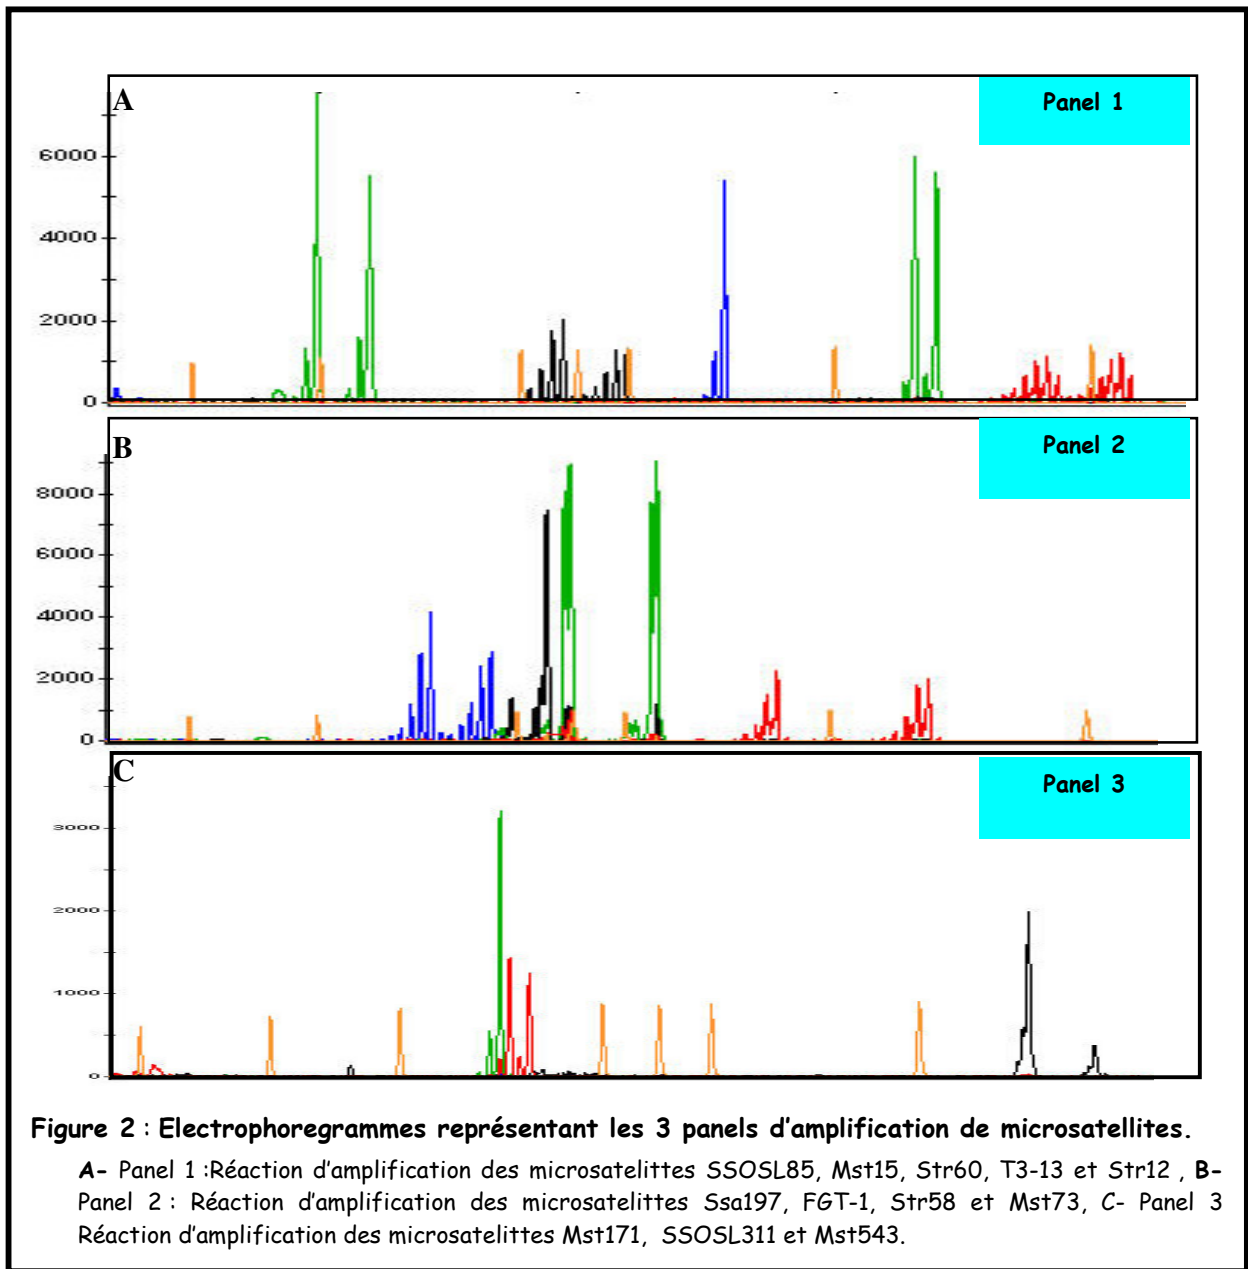 A
Panel 1
6000
4000
2000
0
B
Panel 2
8000
6000
4000
2000
0
C
Panel 3
3000
2000
1000
0
Figure 2 : Electrophoregrammes représentant les 3 panels d’amplification de microsatellites.
A- Panel 1 :Réaction d’amplification des microsatelittes SSOSL85, Mst15, Str60, T3-13 et Str12 , B-
Panel 2 : Réaction d’amplification des microsatelittes Ssa197, FGT-1, Str58 et Mst73, C- Panel 3
Réaction d’amplification des microsatelittes Mst171, SSOSL311 et Mst543.